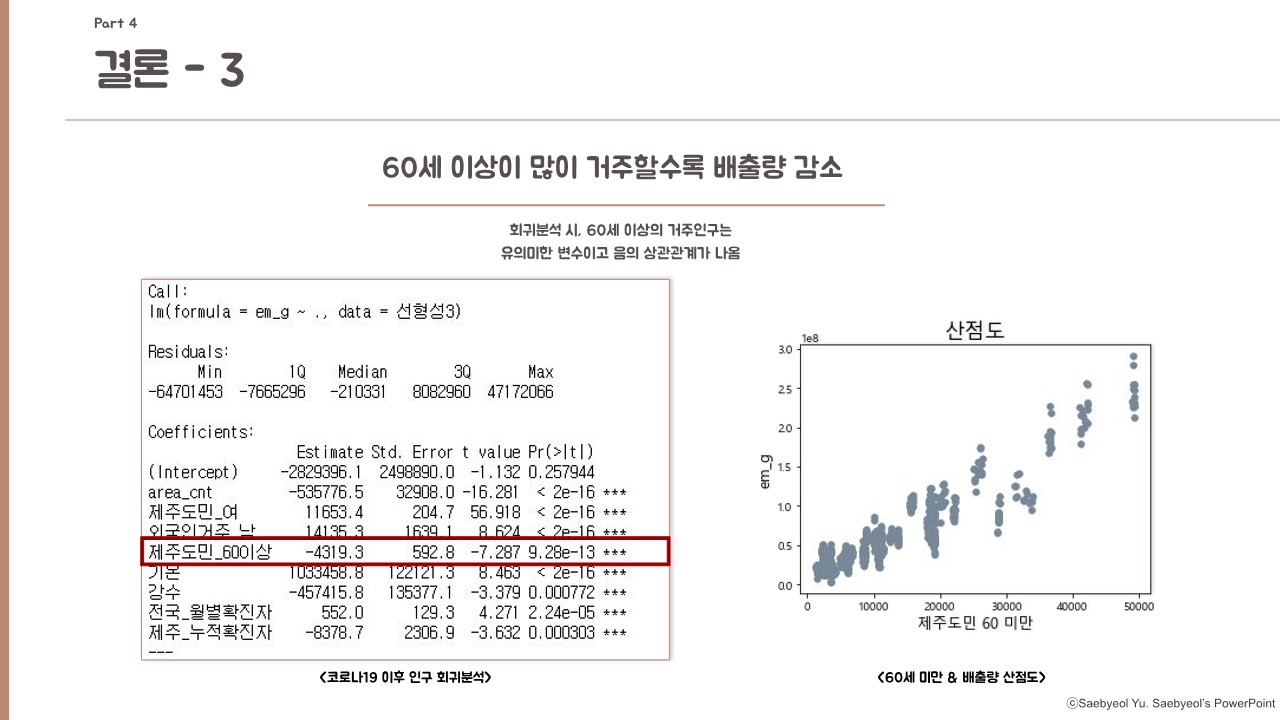 Part 4
결론 - 3
60세 이상이 많이 거주할수록 배출량 감소
회귀분석 시, 60세 이상의 거주인구는
유의미한 변수이고 음의 상관관계가 나옴
Call:
lm(formula = em_g ~ ., data = 선형성3)
Residuals:
Min 1Q Median 3Q Max
-64701453 -7665296 -210331 8082960 47172066
Coefficients:
Estimate Std. Error t value Pr(>|t|)
(Intercept) -2829396.1 2498890.0 -1.132 0.257944
area_cnt -535776.5 32908.0 -16.281 < 2e-16 ***
제주도민_여 11653.4 204.7 56.918 < 2e-16 ***
외국인거주_남 14135.3 1639.1 8.624 < 2e-16 ***
제주도민_60이상 -4319.3 592.8 -7.287 9.28e-13 ***
기온 1033458.8 122121.3 8.463 < 2e-16 ***
강수 -457415.8 135377.1 -3.379 0.000772 ***
전국_월별확진자 552.0 129.3 4.271 2.24e-05 ***
제주_누적확진자 -8378.7 2306.9 -3.632 0.000303 ***
---
<코로나19 이후 인구 회귀분석>
산점도
1e8
3.0
2.5
2.0
1.5
1.0
0.5
0.0
em_g
0 10000 20000 30000 40000 50000
제주도민 60 미만
<60세 미만 & 배출량 산점도>
ⓒSaebyeol Yu. Saebyeol's PowerPoint